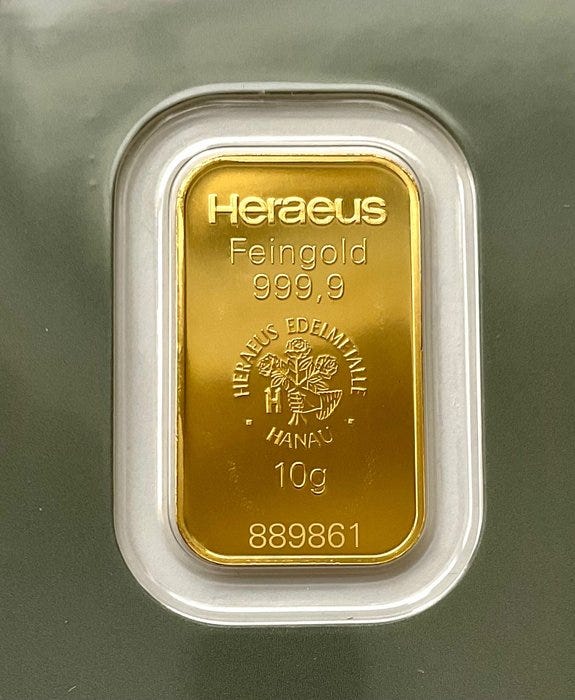 Heraeus
Feingold
999,9
HERAEUS EDELMETALLE
H
· HANAU ·
10g
889861